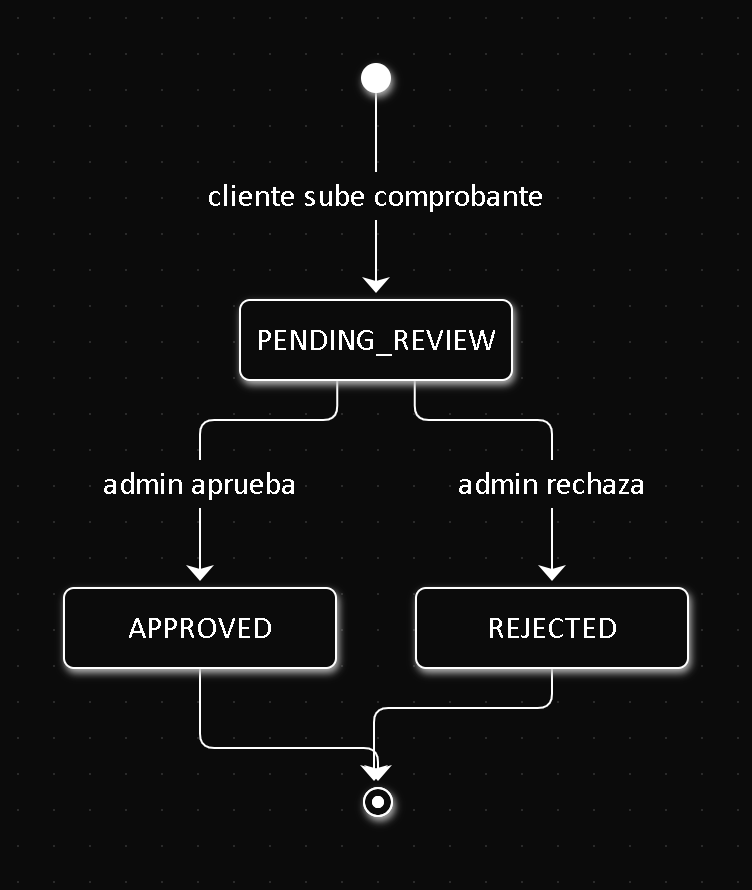 cliente sube comprobante
PENDING_REVIEW
admin aprueba
admin rechaza
APPROVED
REJECTED